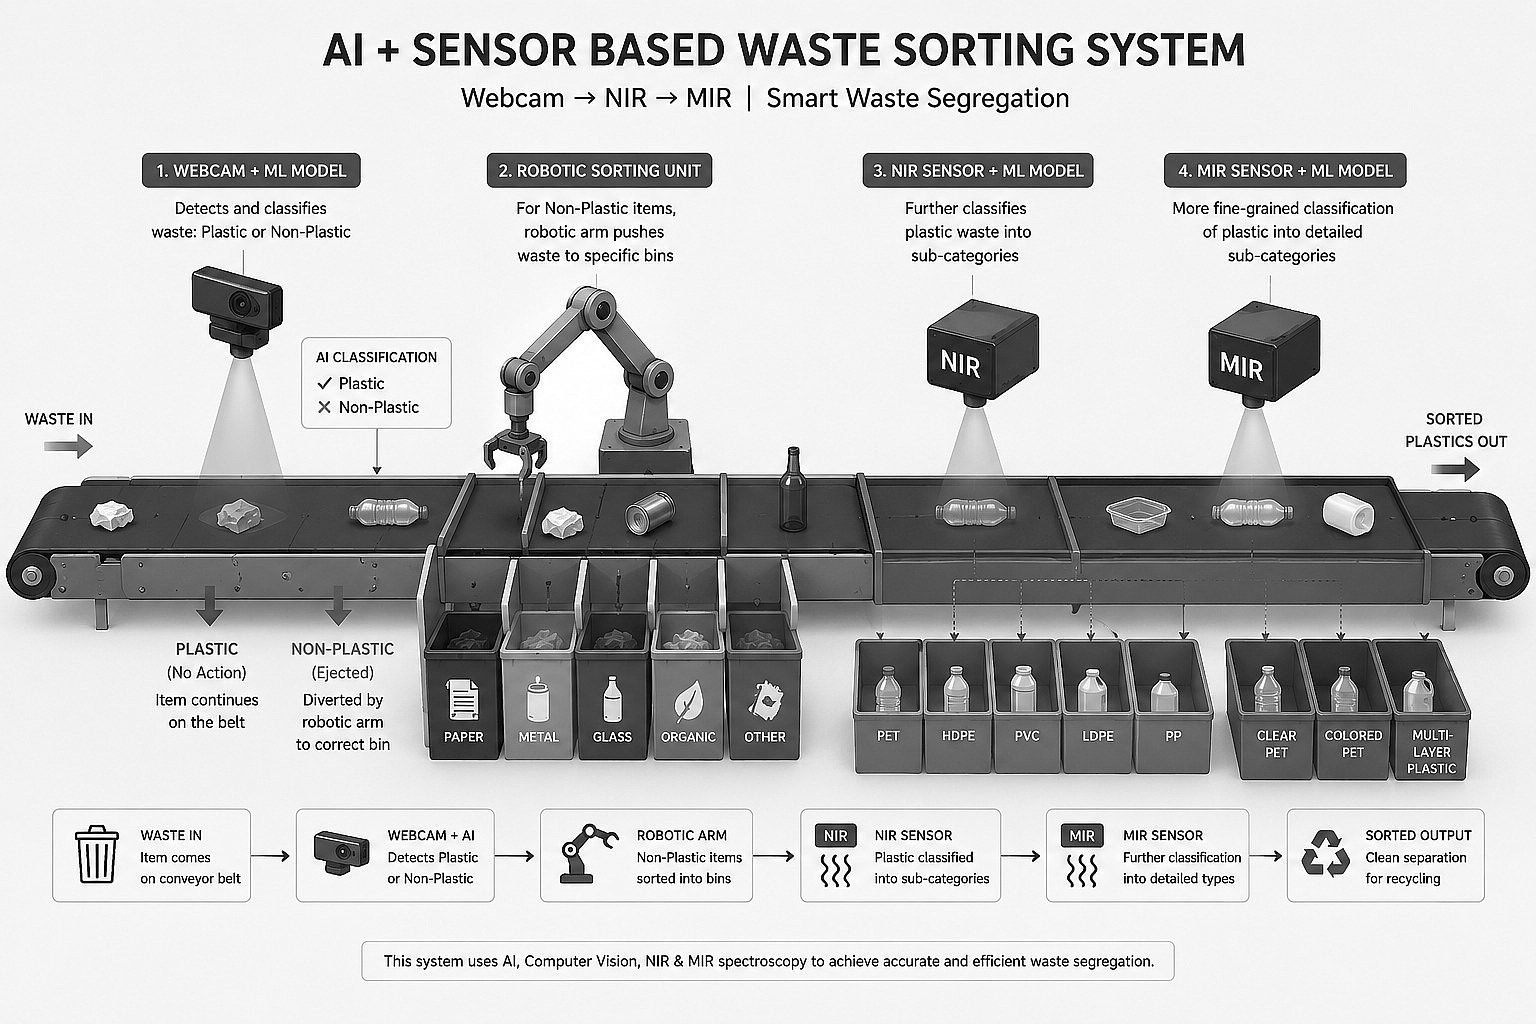 AI + SENSOR BASED WASTE SORTING SYSTEM
Webcam → NIR → MIR | Smart Waste Segregation
1. WEBCAM + ML MODEL
Detects and classifies
waste: Plastic or Non-Plastic
2. ROBOTIC SORTING UNIT
For Non-Plastic items,
robotic arm pushes
waste to specific bins
3. NIR SENSOR + ML MODEL
Further classifies
plastic waste into
sub-categories
4. MIR SENSOR + ML MODEL
More fine-grained classification
of plastic into detailed
sub-categories
AI CLASSIFICATION
✓ Plastic
✕ Non-Plastic
NIR
MIR
WASTE IN
SORTED
PLASTICS OUT
PLASTIC
(No Action)
Item continues
on the belt
NON-PLASTIC
(Ejected)
Diverted by
robotic arm
to correct bin
PAPER
METAL
GLASS
ORGANIC
OTHER
PET
HDPE
PVC
LDPE
PP
CLEAR
PET
COLORED
PET
MULTI-
LAYER
PLASTIC
WASTE IN
Item comes
on conveyor belt
WEBCAM + AI
Detects Plastic
or Non-Plastic
ROBOTIC ARM
Non-Plastic items
sorted into bins
NIR
NIR SENSOR
Plastic classified
into sub-categories
MIR
MIR SENSOR
Further classification
into detailed types
SORTED OUTPUT
Clean separation
for recycling
This system uses AI, Computer Vision, NIR & MIR spectroscopy to achieve accurate and efficient waste segregation.